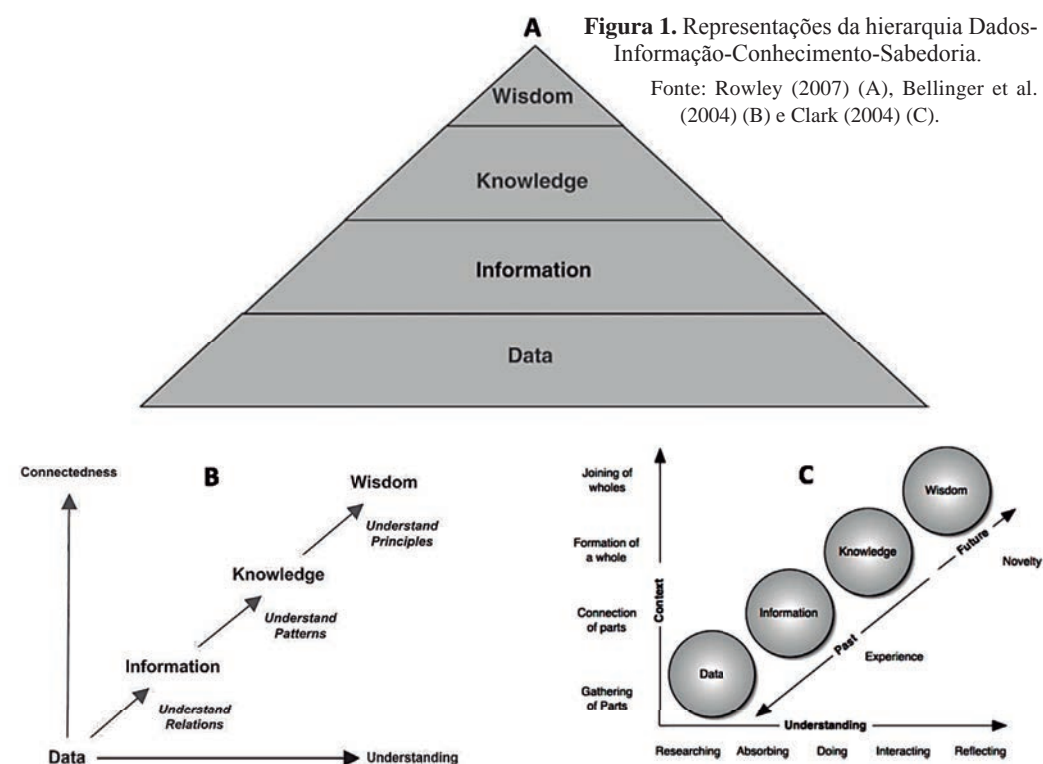 A
Figura 1. Representações da hierarquia Dados-
Informação-Conhecimento-Sabedoria.
Fonte: Rowley (2007) (A), Bellinger et al.
(2004) (B) e Clark (2004) (C).
Wisdom
Knowledge
Information
Data
B
Connectedness
Wisdom
Understand
Principles
Knowledge
Understand
Patterns
Information
Understand
Relations
Data
Understanding
C
Joining of
wholes
Formation of
a whole
Connection
of parts
Gathering
of Parts
Context
Wisdom
Knowledge
Information
Data
Future
Novelty
Past
Experience
Understanding
Researching Absorbing Doing Interacting Reflecting